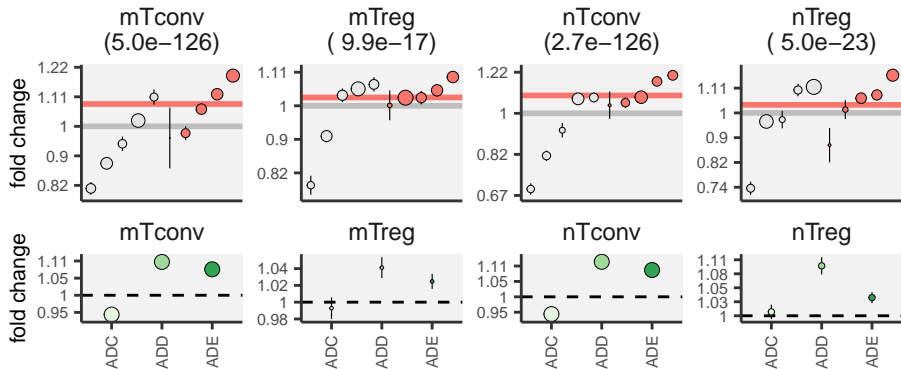 mTconv
(5.0e−126)
mTreg
( 9.9e−17)
nTconv
(2.7e−126)
nTreg
( 5.0e−23)
fold change
1.22
1.11
1
0.9
0.82
1.11
1
0.9
0.82
1.22
1.11
1
0.82
0.67
1.11
1
0.9
0.82
0.74
mTconv
mTreg
nTconv
nTreg
fold change
1.11
1.05
1
0.95
1.04
1
0.98
1.11
1.05
1
0.95
1.11
1.08
1.05
1.03
1
ADC
ADD
ADE
ADC
ADD
ADE
ADC
ADD
ADE
ADC
ADD
ADE